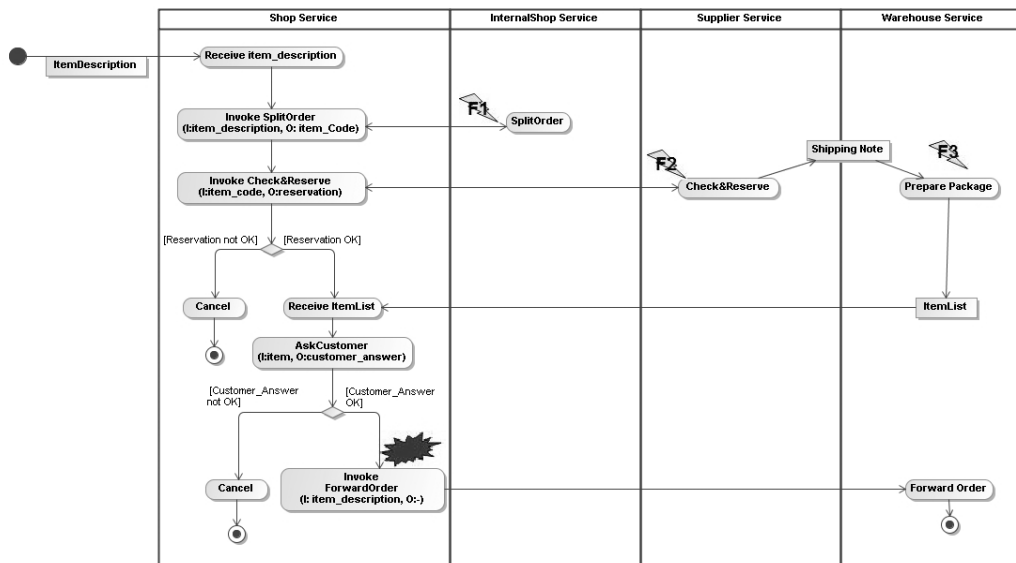 Shop Service
InternalShop Service
Supplier Service
Warehouse Service
ItemDescription
Receive item_description
Invoke SplitOrder
(I:item_description, O: item_Code)
F1
SplitOrder
Invoke Check&Reserve
(I:item_code, O:reservation)
F2
Check&Reserve
Shipping Note
F3
Prepare Package
[Reservation not OK]
[Reservation OK]
Cancel
Receive ItemList
ItemList
AskCustomer
(I:item, O:customer_answer)
[Customer_Answer
not OK]
[Customer_Answer
OK]
Cancel
Invoke
ForwardOrder
(I: item_description, O:-)
Forward Order